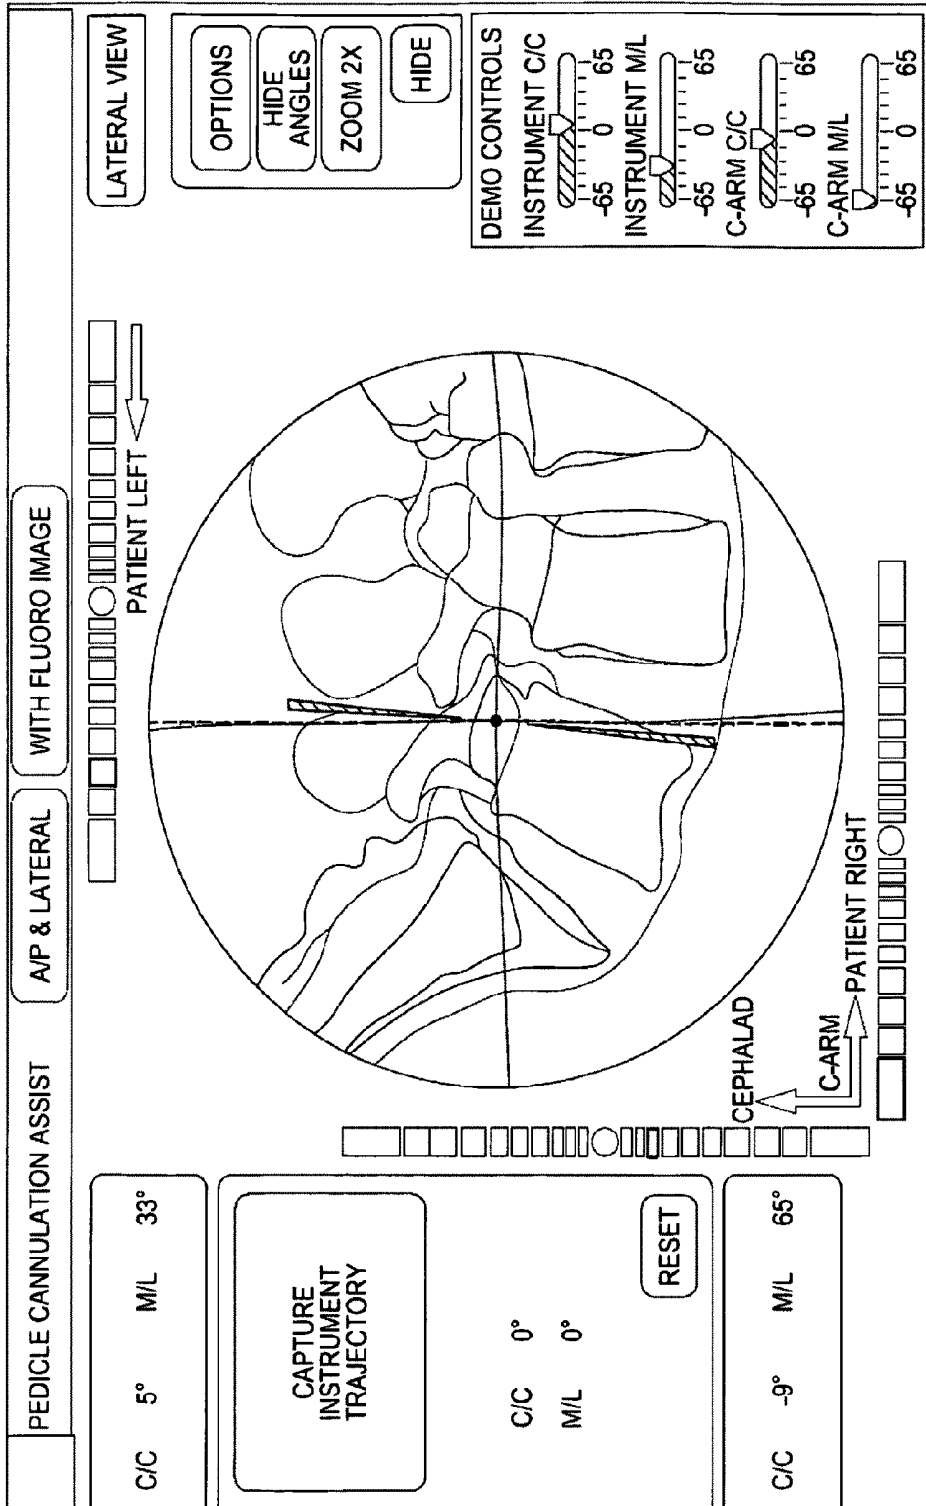 PEDICLE CANNULATION ASSIST
A/P & LATERAL
WITH FLUORO IMAGE
C/C 5° M/L 33°
CAPTURE
INSTRUMENT
TRAJECTORY
C/C 0°
M/L 0°
RESET
C/C -9° M/L 65°
PATIENT LEFT
CEPHALAD
C-ARM
PATIENT RIGHT
LATERAL VIEW
OPTIONS
HIDE
ANGLES
ZOOM 2X
HIDE
DEMO CONTROLS
INSTRUMENT C/C
-65 0 65
INSTRUMENT M/L
-65 0 65
C-ARM C/C
-65 0 65
C-ARM M/L
-65 0 65